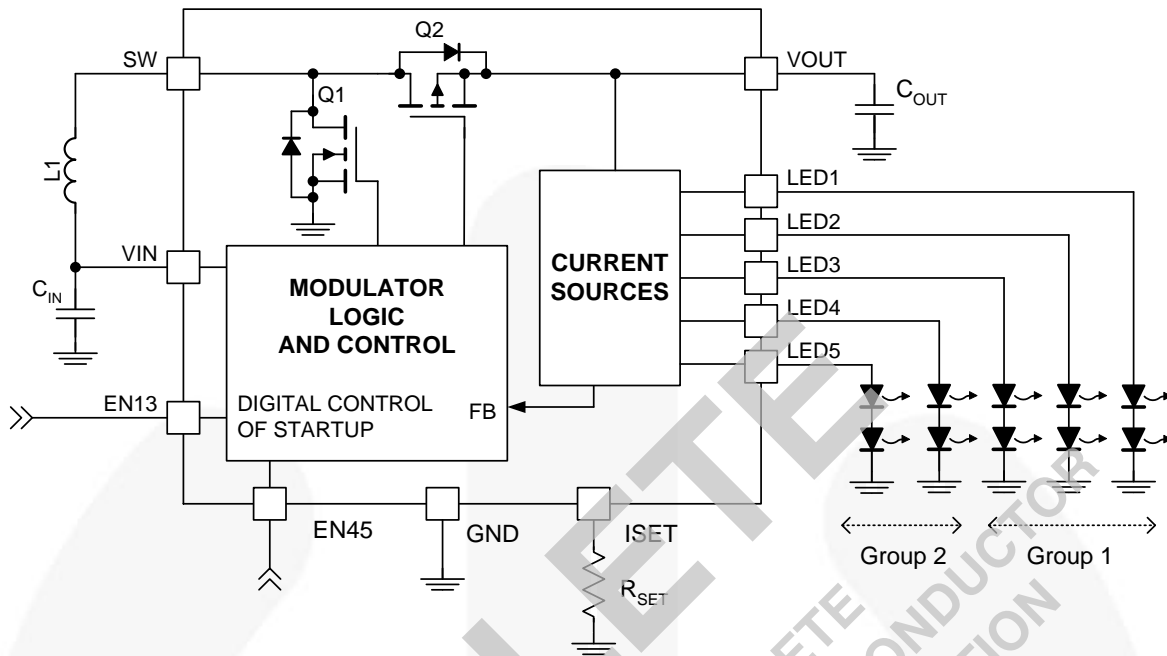 SW
Q2
VOUT
C_OUT
Q1
L1
LED1
LED2
LED3
LED4
LED5
VIN
C_IN
MODULATOR
LOGIC
AND CONTROL
CURRENT
SOURCES
EN13
DIGITAL CONTROL
OF STARTUP
FB
EN45
GND
ISET
R_SET
Group 2
Group 1